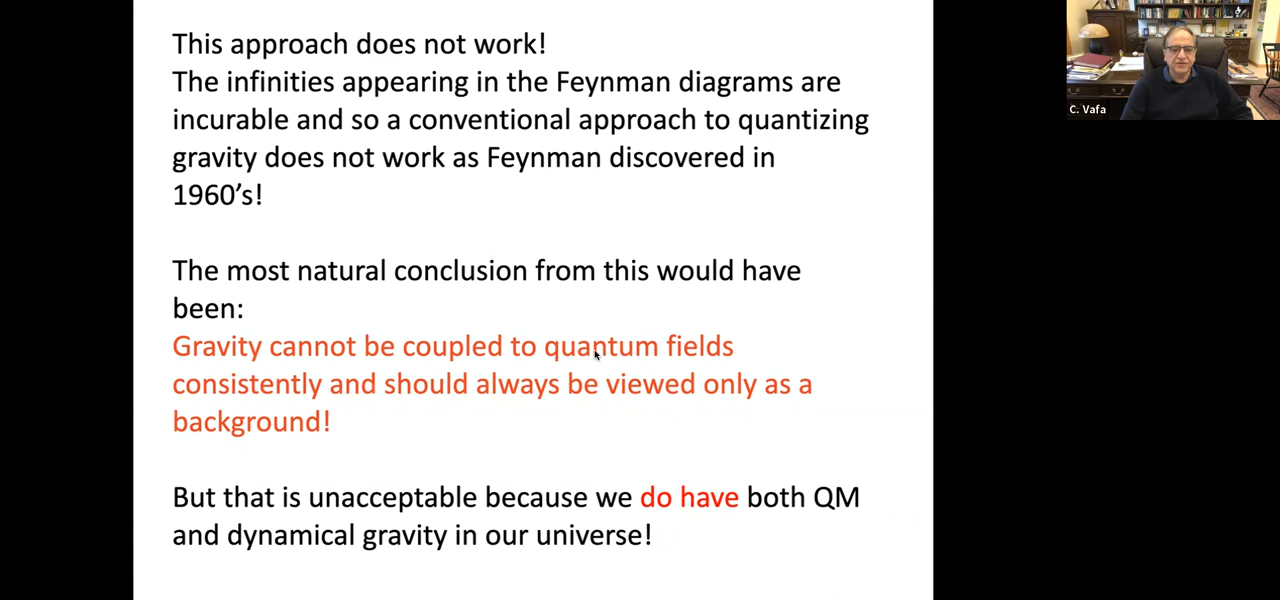 This approach does not work!
The infinities appearing in the Feynman diagrams are
incurable and so a conventional approach to quantizing
gravity does not work as Feynman discovered in
1960’s!
The most natural conclusion from this would have
been:
Gravity cannot be coupled to quantum fields
consistently and should always be viewed only as a
background!
But that is unacceptable because we do have both QM
and dynamical gravity in our universe!
C. Vafa